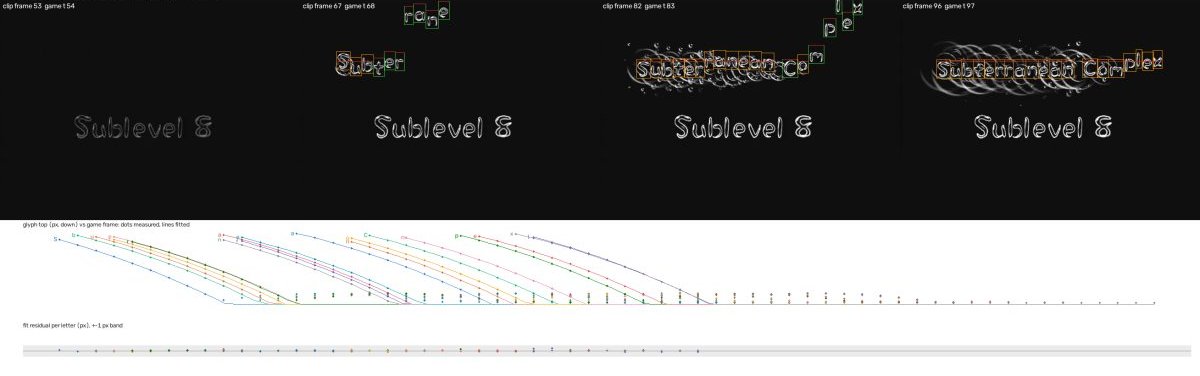 clip frame 53 game t 54
clip frame 67 game t 68
clip frame 82 game t 83
clip frame 96 game t 97
rane
l x
p e
Subter
Subterranean Com
Subterranean Complex
Sublevel 8
Sublevel 8
Sublevel 8
Sublevel 8
glyph top (px, down) vs game frame: dots measured, lines fitted
fit residual per letter (px), +-1 px band